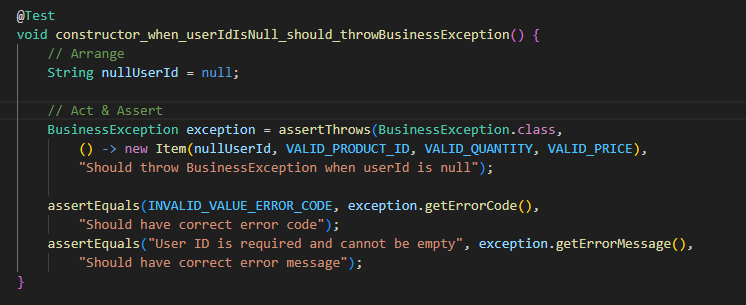 @Test
void constructor_when_userIdIsNull_should_throwBusinessException() {
    // Arrange
    String nullUserId = null;

    // Act & Assert
    BusinessException exception = assertThrows(BusinessException.class,
        () -> new Item(nullUserId, VALID_PRODUCT_ID, VALID_QUANTITY, VALID_PRICE),
        "Should throw BusinessException when userId is null");

    assertEquals(INVALID_VALUE_ERROR_CODE, exception.getErrorCode(),
        "Should have correct error code");
    assertEquals("User ID is required and cannot be empty", exception.getErrorMessage(),
        "Should have correct error message");
}